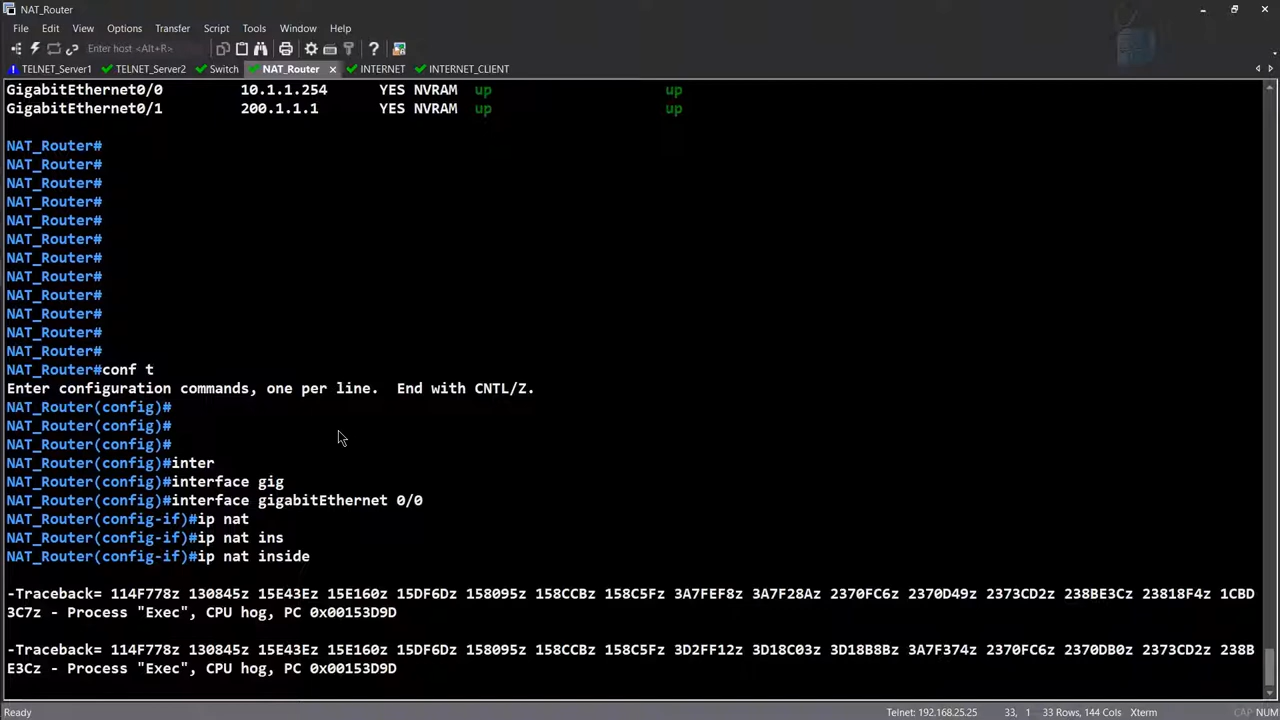 NAT_Router
File Edit View Options Transfer Script Tools Window Help
Enter host <Alt+R>
TELNET_Server1 TELNET_Server2 Switch NAT_Router INTERNET INTERNET_CLIENT
GigabitEthernet0/0 10.1.1.254 YES NVRAM up up
GigabitEthernet0/1 200.1.1.1 YES NVRAM up up
NAT_Router#
NAT_Router#
NAT_Router#
NAT_Router#
NAT_Router#
NAT_Router#
NAT_Router#
NAT_Router#
NAT_Router#
NAT_Router#
NAT_Router#
NAT_Router#
NAT_Router#conf t
Enter configuration commands, one per line. End with CNTL/Z.
NAT_Router(config)#
NAT_Router(config)#
NAT_Router(config)#
NAT_Router(config)#inter
NAT_Router(config)#interface gig
NAT_Router(config)#interface gigabitEthernet 0/0
NAT_Router(config-if)#ip nat
NAT_Router(config-if)#ip nat ins
NAT_Router(config-if)#ip nat inside
-Traceback= 114F778z 130845z 15E43Ez 15E160z 15DF6Dz 158095z 158CCBz 158C5Fz 3A7FEF8z 3A7F28Az 2370FC6z 2370D49z 2373CD2z 238BE3Cz 23818F4z 1CBD
3C7z - Process "Exec", CPU hog, PC 0x00153D9D
-Traceback= 114F778z 130845z 15E43Ez 15E160z 15DF6Dz 158095z 158CCBz 158C5Fz 3D2FF12z 3D18C03z 3D18B8Bz 3A7F374z 2370FC6z 2370DB0z 2373CD2z 238B
E3Cz - Process "Exec", CPU hog, PC 0x00153D9D
Ready Telnet: 192.168.25.25 33, 1 33 Rows, 144 Cols Xterm CAP NUM